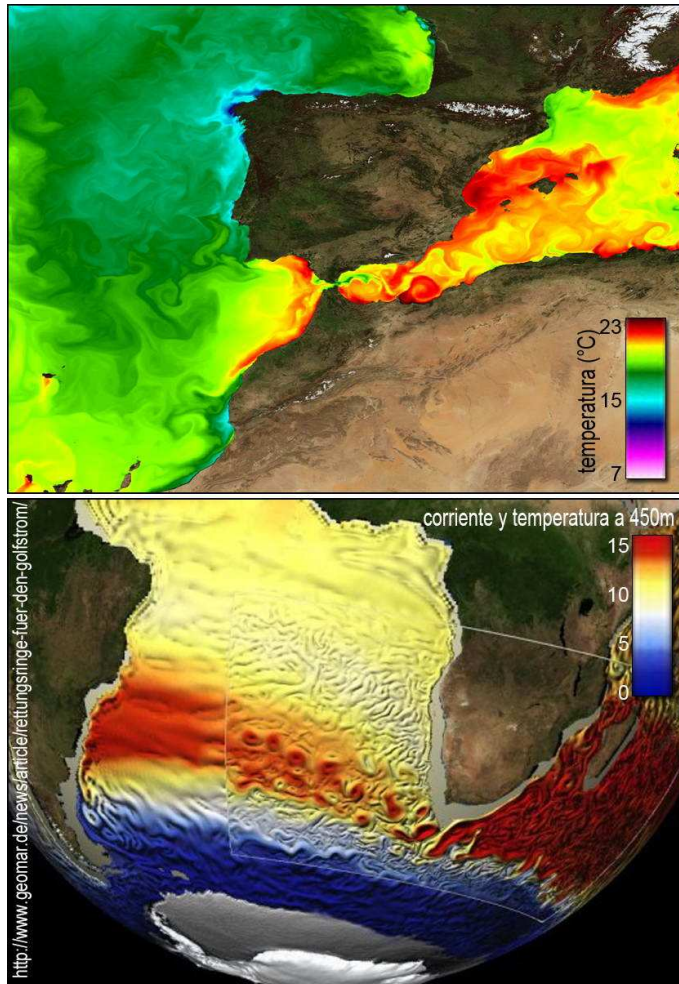 temperatura (°C)
23
15
7
corriente y temperatura a 450m
15
10
5
0
http://www.geomar.de/news/article/rettungsringe-fuer-den-golfstrom/